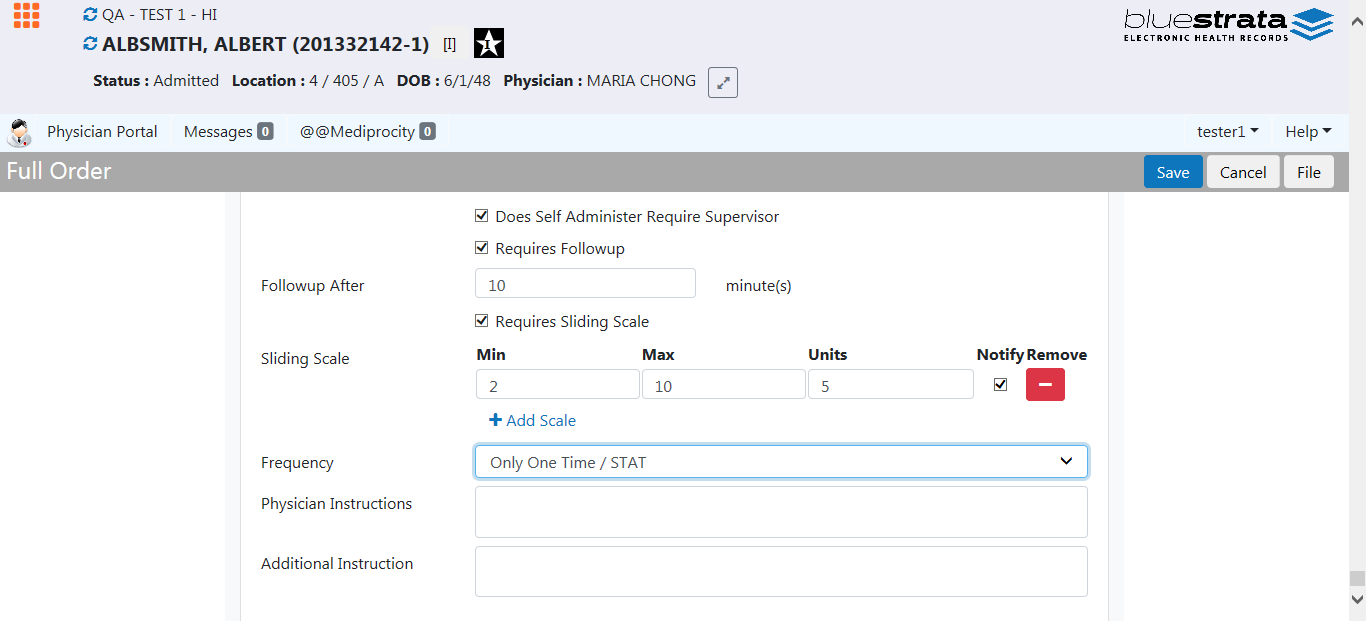 QA - TEST 1 - HI
bluestrata
ELECTRONIC HEALTH RECORDS
ALBSMITH, ALBERT (201332142-1) [I] I
Status : Admitted Location : 4 / 405 / A DOB : 6/1/48 Physician : MARIA CHONG
Physician Portal Messages 0 @@Mediprocity 0 tester1 Help
Full Order Save Cancel File
Does Self Administer Require Supervisor
Requires Followup
Followup After 10 minute(s)
Requires Sliding Scale
Sliding Scale Min Max Units Notify Remove
2 10 5
Add Scale
Frequency Only One Time / STAT
Physician Instructions
Additional Instruction